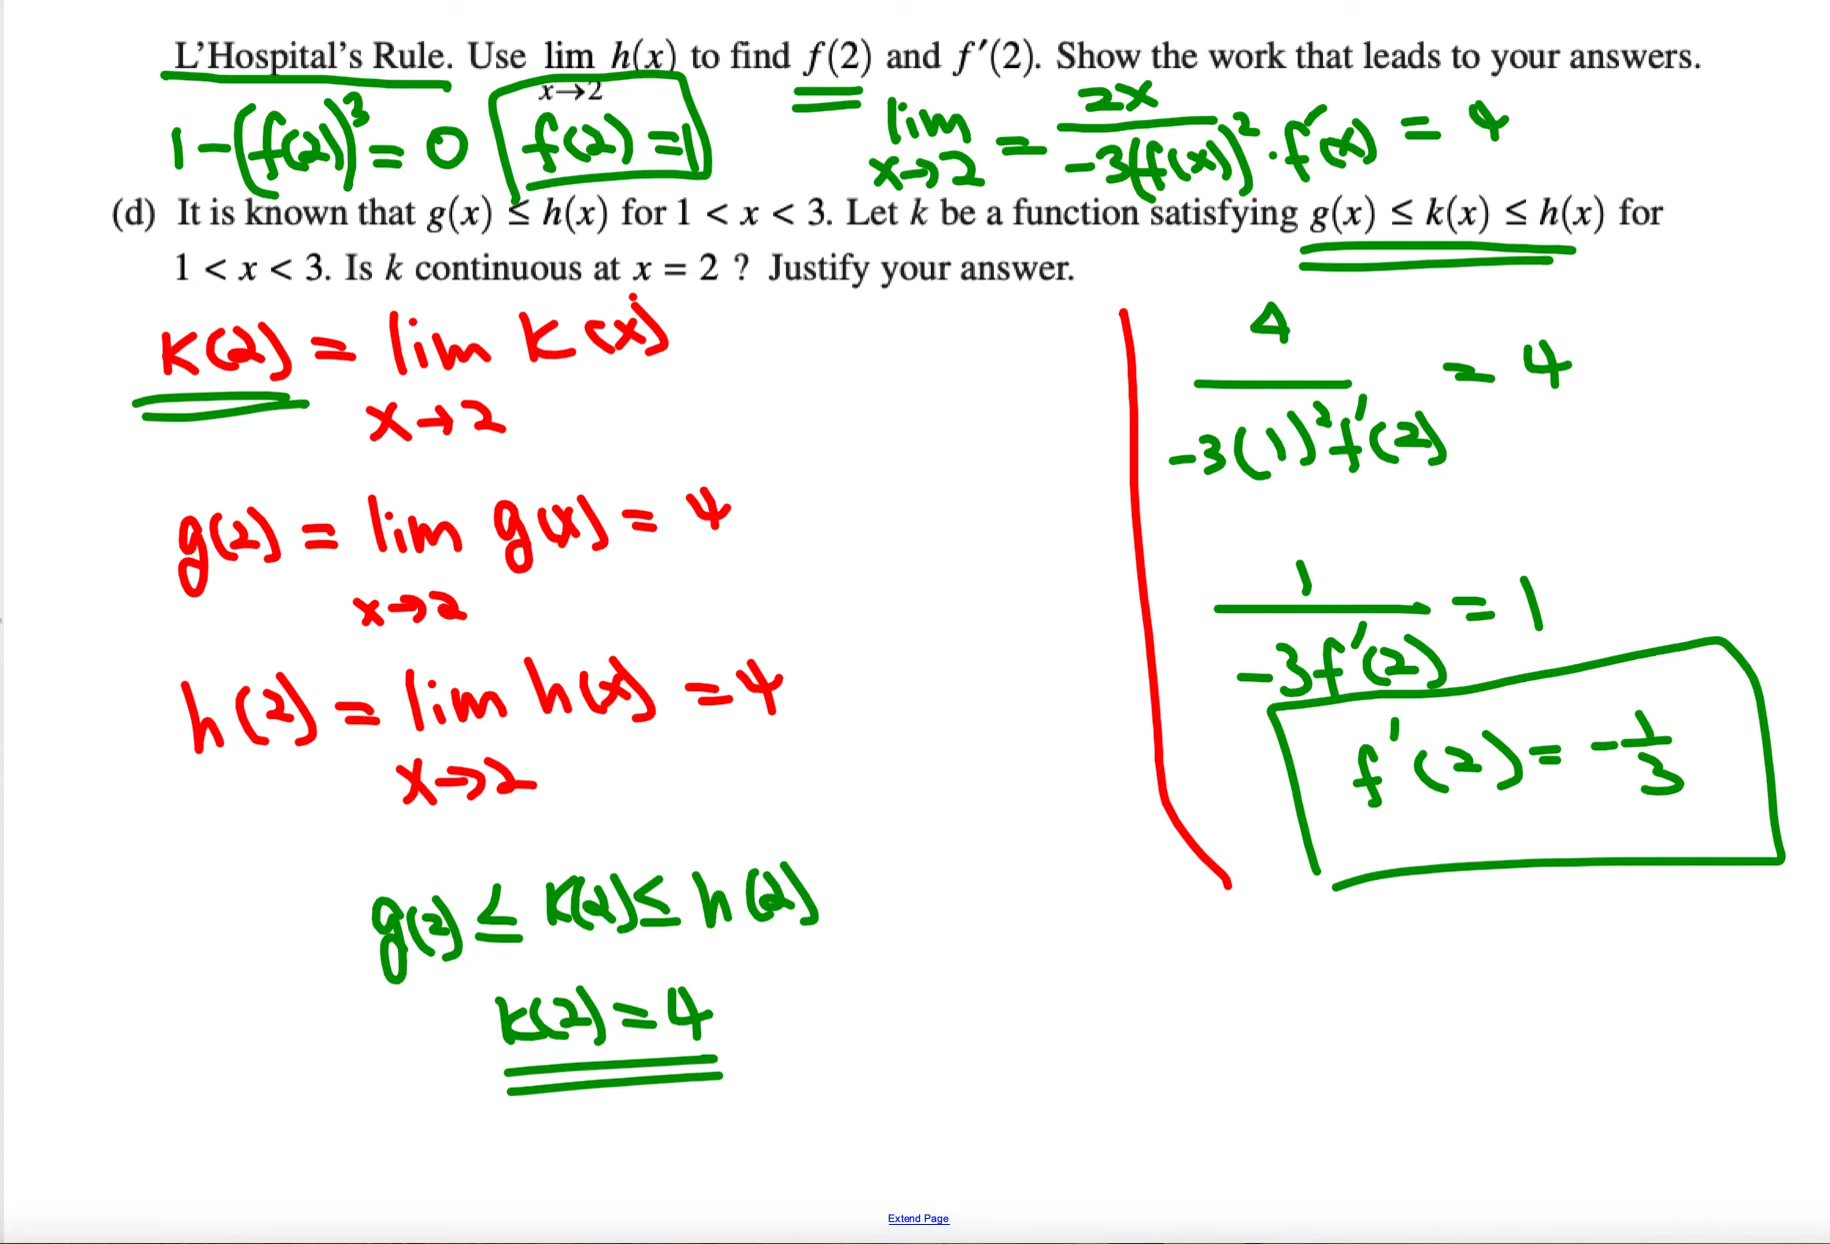 L’Hospital’s Rule. Use lim h(x) to find f(2) and f′(2). Show the work that leads to your answers.
x→2
1-(f(2))³=0 f(2)=1
lim = 2x / -3(f(x))²·f′(x) = 4
x→2
(d) It is known that g(x) ≤ h(x) for 1 < x < 3. Let k be a function satisfying g(x) ≤ k(x) ≤ h(x) for
1 < x < 3. Is k continuous at x = 2 ? Justify your answer.
k(2) = lim k(x)
x→2
g(2) = lim g(x) = 4
x→2
h(2) = lim h(x) = 4
x→2
g(2) ≤ k(2) ≤ h(2)
k(2) = 4
4 / -3(1)²f′(2) = 4
1 / -3f′(2) = 1
f′(2) = -1/3
Extend Page